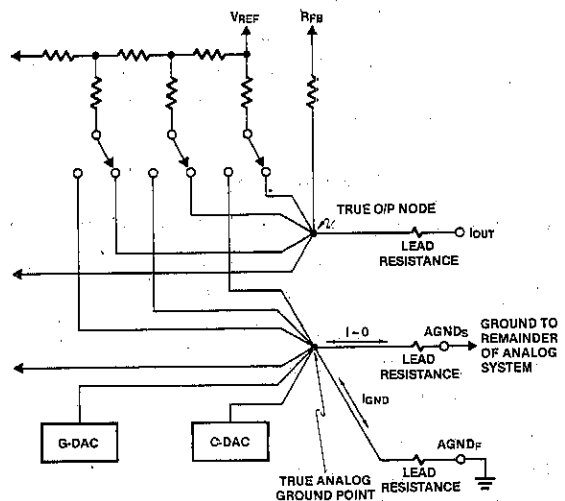 VREF
RFB
TRUE O/P NODE
IOUT
LEAD
RESISTANCE
I~0
AGNDS
GROUND TO
REMAINDER
OF ANALOG
SYSTEM
LEAD
RESISTANCE
IGND
G-DAC
C-DAC
AGNDF
LEAD
RESISTANCE
TRUE ANALOG
GROUND POINT